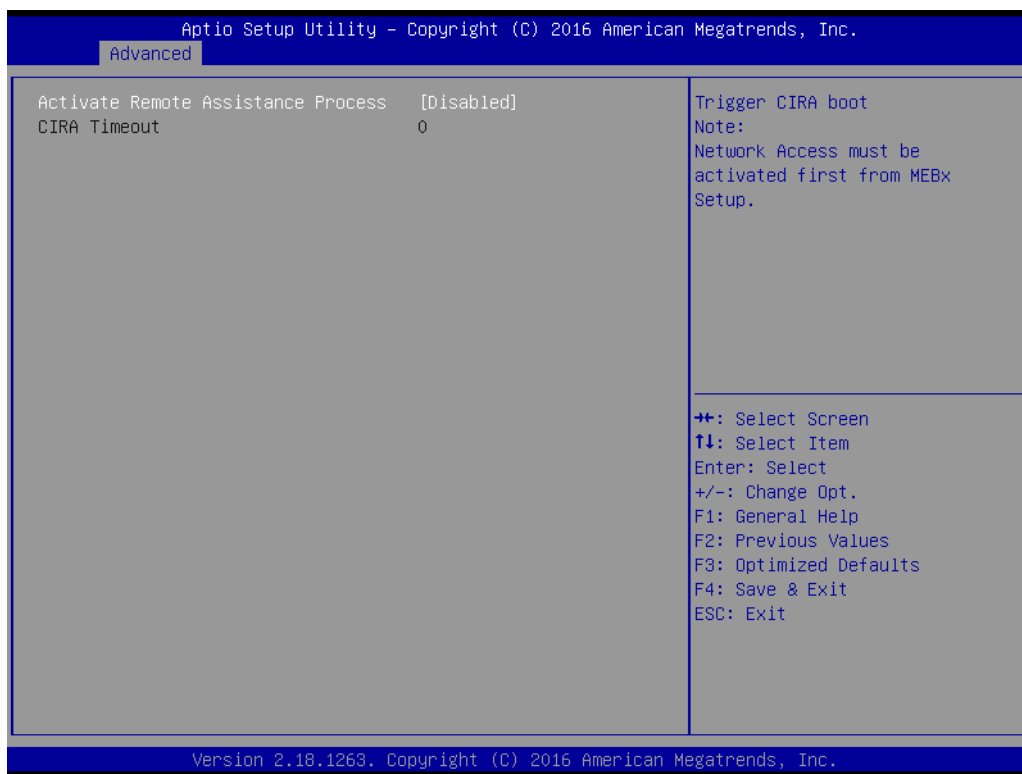 Aptio Setup Utility – Copyright (C) 2016 American Megatrends, Inc.
Advanced
Activate Remote Assistance Process [Disabled]
CIRA Timeout 0
Trigger CIRA boot
Note:
Network Access must be
activated first from MEBx
Setup.
→←: Select Screen
↑↓: Select Item
Enter: Select
+/-: Change Opt.
F1: General Help
F2: Previous Values
F3: Optimized Defaults
F4: Save & Exit
ESC: Exit
Version 2.18.1263. Copyright (C) 2016 American Megatrends, Inc.